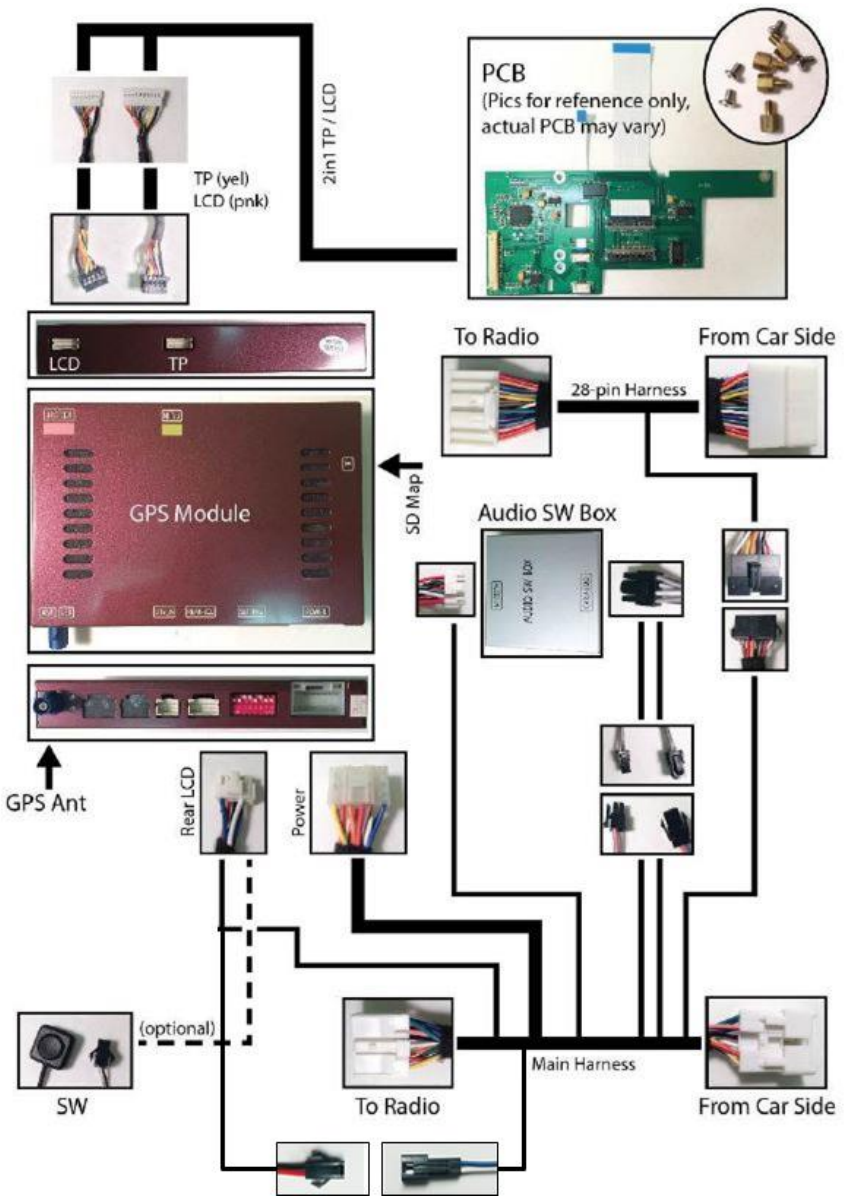 PCB
(Pics for refenence only,
actual PCB may vary)
2in1 TP / LCD
TP (yel)
LCD (pnk)
LCD
TP
To Radio
From Car Side
28-pin Harness
GPS Module
SD Map
Audio SW Box
AUDIO SW BOX
GPS Ant
Rear LCD
Power
(optional)
SW
To Radio
Main Harness
From Car Side